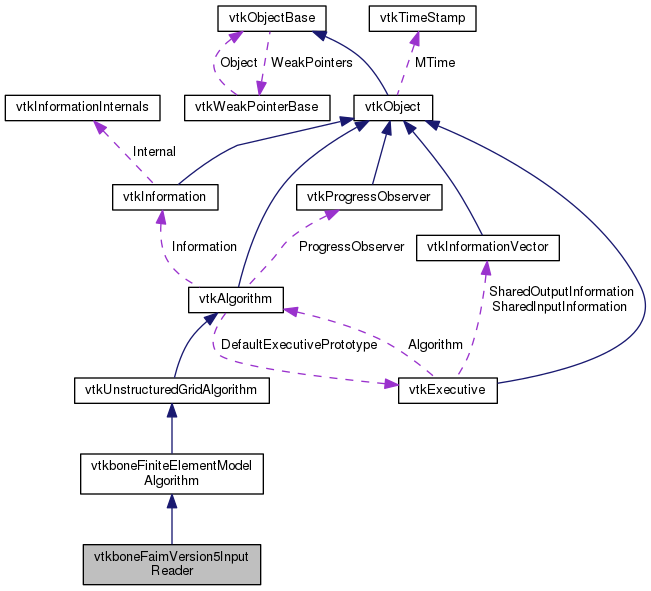 vtkObjectBase
vtkTimeStamp
Object
WeakPointers
MTime
vtkInformationInternals
vtkWeakPointerBase
vtkObject
Internal
vtkInformation
vtkProgressObserver
Information
ProgressObserver
vtkInformationVector
vtkAlgorithm
SharedOutputInformation
SharedInputInformation
DefaultExecutivePrototype
Algorithm
vtkUnstructuredGridAlgorithm
vtkExecutive
vtkboneFiniteElementModel
Algorithm
vtkboneFaimVersion5Input
Reader